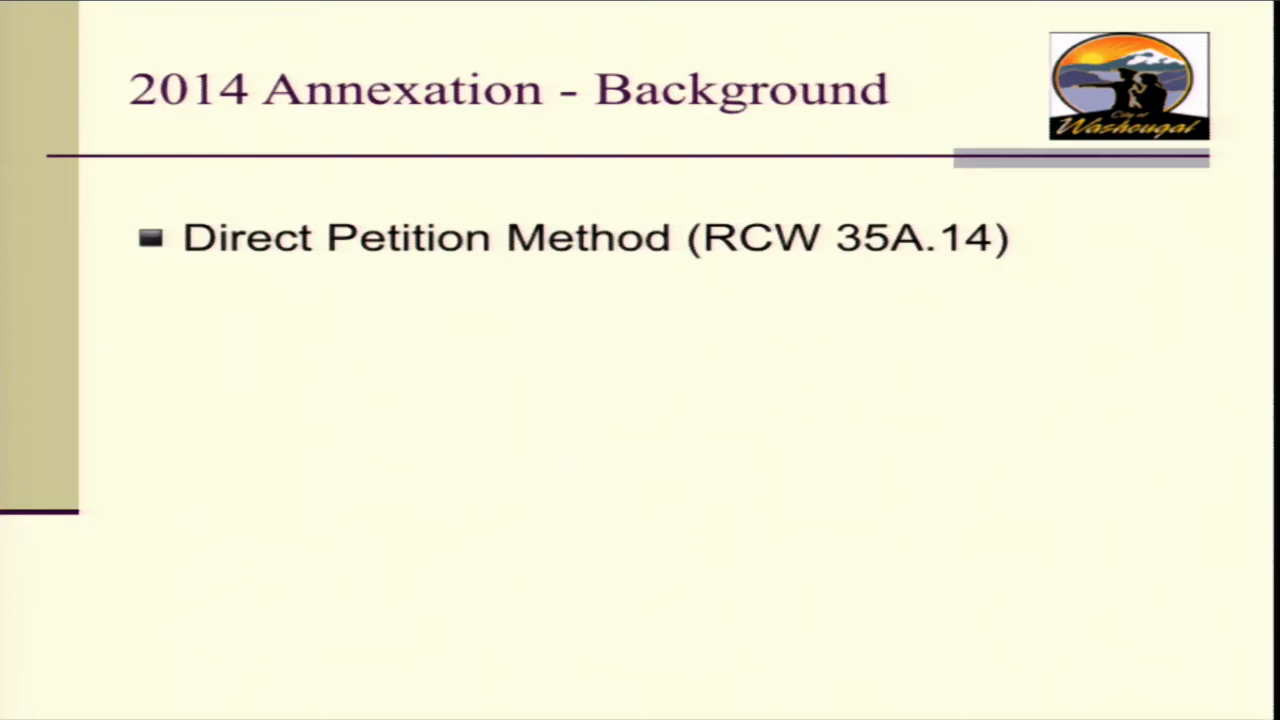 2014 Annexation - Background
City of
Washougal
Direct Petition Method (RCW 35A.14)